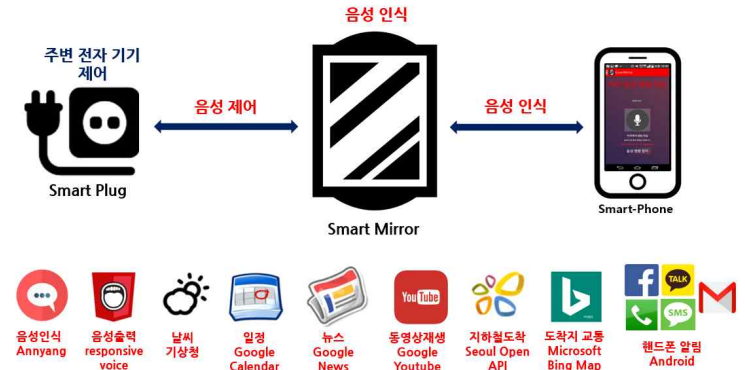 음성 인식
주변 전자 기기
제어
음성 제어
음성 인식
Smart Plug
Smart Mirror
Smart-Phone
You Tube
TALK
SMS
음성인식
Annyang
음성출력
responsive
voice
날씨
기상청
일정
Google
Calendar
뉴스
Google
News
동영상재생
Google
Youtube
지하철도착
Seoul Open
API
도착지 교통
Microsoft
Bing Map
핸드폰 알림
Android